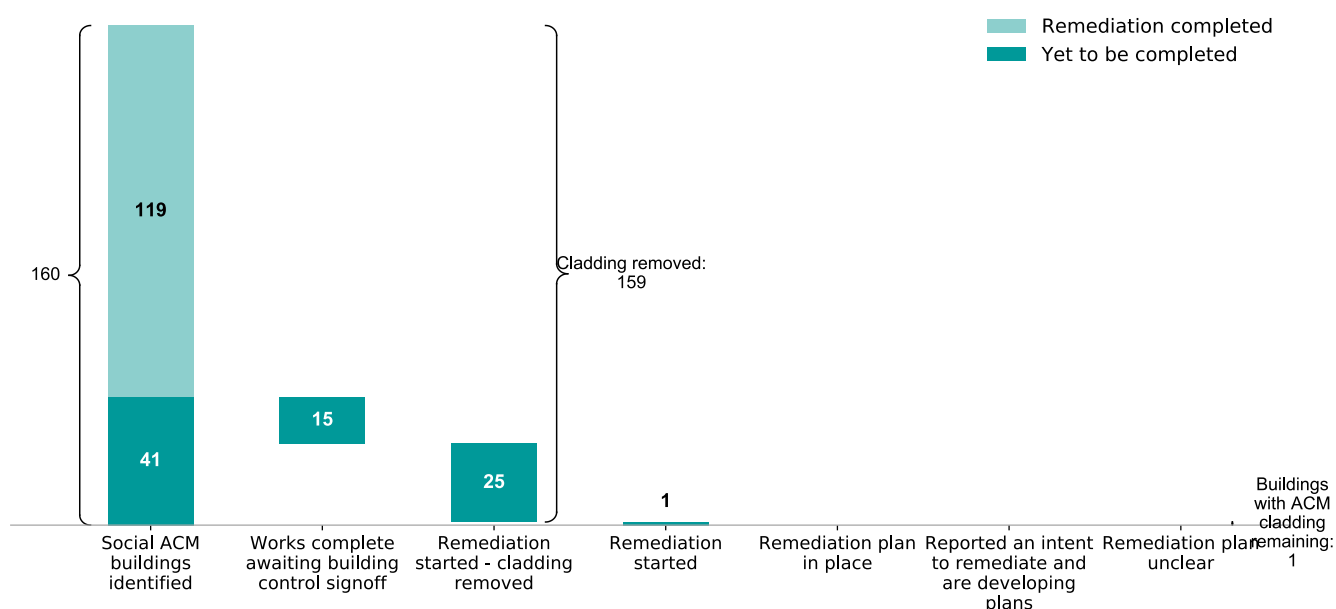 Remediation completed
Yet to be completed
119
160
Cladding removed:
159
15
41
25
1
Buildings
with ACM
cladding
remaining:
1
Social ACM
buildings
identified
Works complete
awaiting building
control signoff
Remediation
started - cladding
removed
Remediation
started
Remediation plan
in place
Reported an intent
to remediate and
are developing
plans
Remediation plan
unclear